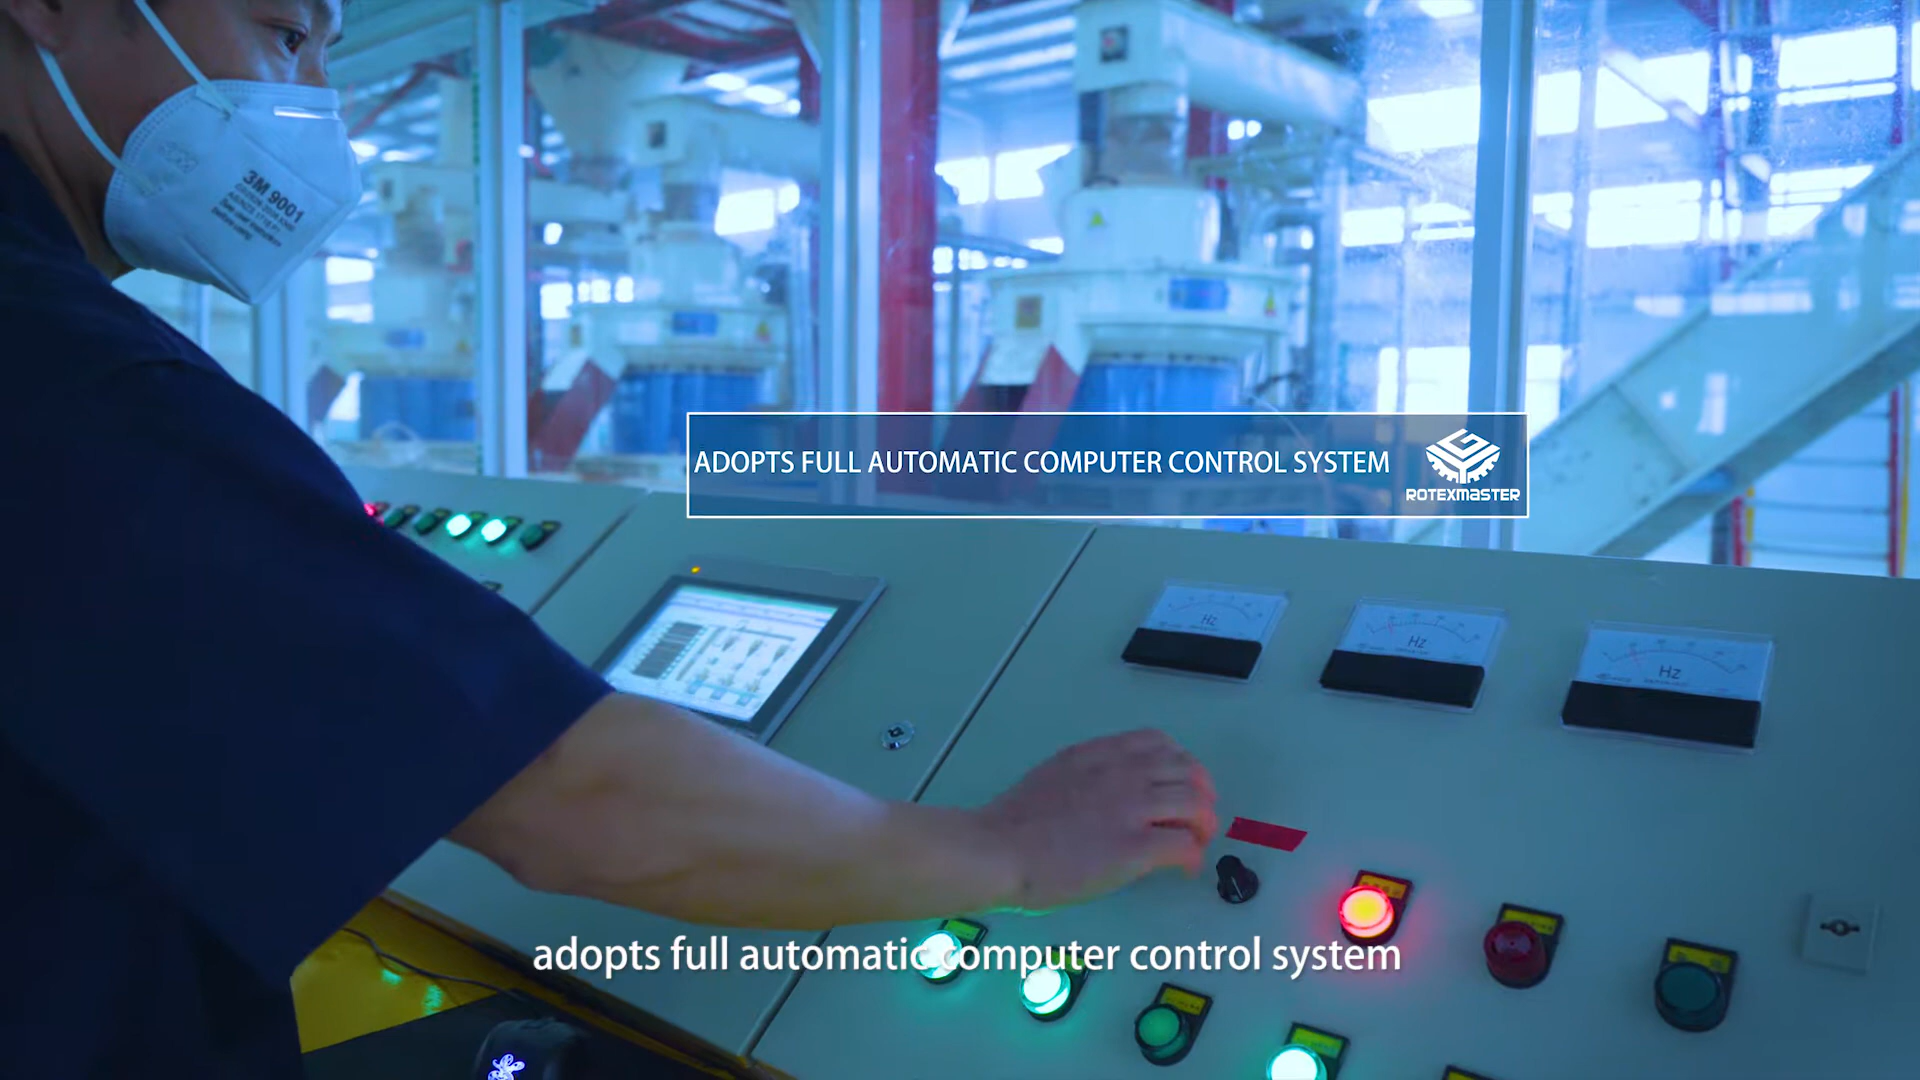 3M 9001
ADOPTS FULL AUTOMATIC COMPUTER CONTROL SYSTEM
ROTEXMASTER
Hz
Hz
Hz
adopts full automatic computer control system